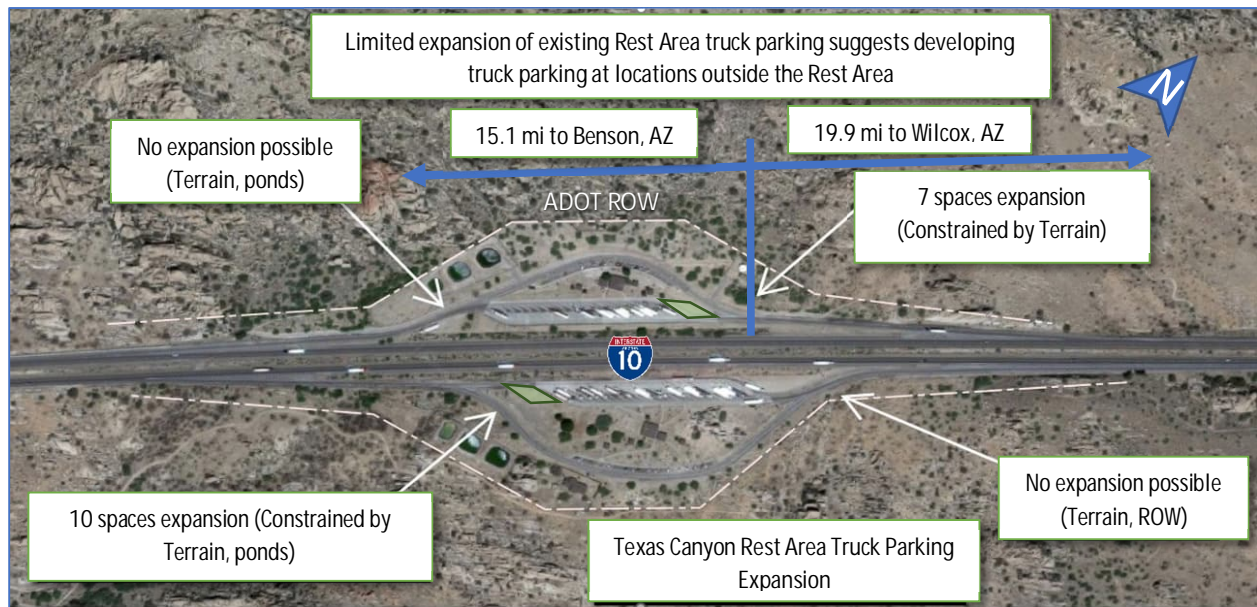 Limited expansion of existing Rest Area truck parking suggests developing
truck parking at locations outside the Rest Area
N
15.1 mi to Benson, AZ
19.9 mi to Wilcox, AZ
No expansion possible
(Terrain, ponds)
7 spaces expansion
(Constrained by Terrain)
ADOT ROW
INTERSTATE
10
10 spaces expansion (Constrained by
Terrain, ponds)
No expansion possible
(Terrain, ROW)
Texas Canyon Rest Area Truck Parking
Expansion